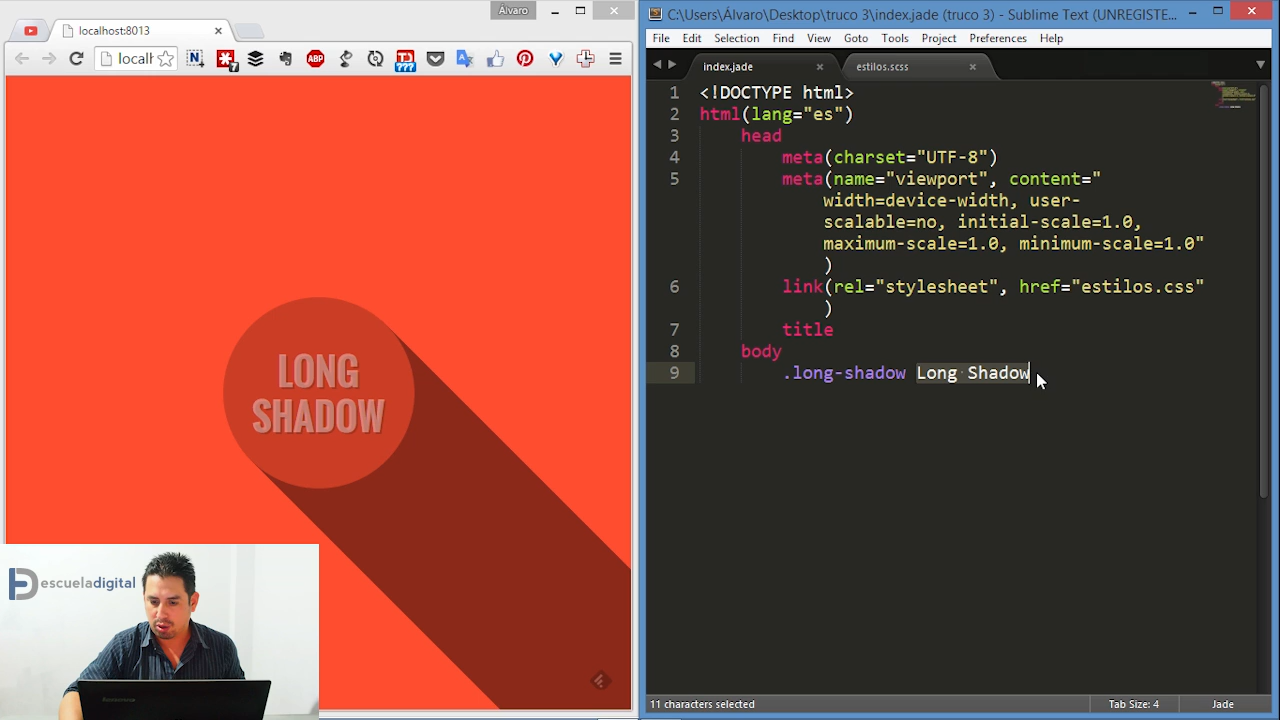 Álvaro
localhost:8013
localh
7
ABP
777
LONG
SHADOW
escueladigital
C:\Users\Álvaro\Desktop\truco 3\index.jade (truco 3) - Sublime Text (UNREGISTE...
File Edit Selection Find View Goto Tools Project Preferences Help
index.jade
estilos.scss
1 <!DOCTYPE html>
2 html(lang="es")
3 head
4 meta(charset="UTF-8")
5 meta(name="viewport", content="
width=device-width, user-
scalable=no, initial-scale=1.0,
maximum-scale=1.0, minimum-scale=1.0"
)
6 link(rel="stylesheet", href="estilos.css"
)
7 title
8 body
9 .long-shadow Long Shadow
11 characters selected
Tab Size: 4
Jade